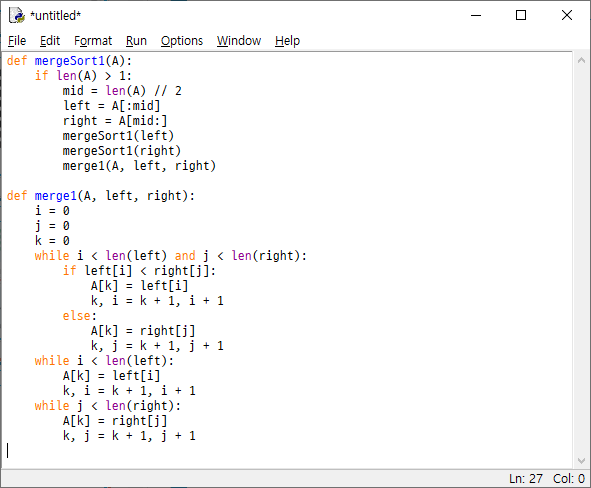 *untitled*
File Edit Format Run Options Window Help
def mergeSort1(A):
    if len(A) > 1:
        mid = len(A) // 2
        left = A[:mid]
        right = A[mid:]
        mergeSort1(left)
        mergeSort1(right)
        merge1(A, left, right)

def merge1(A, left, right):
    i = 0
    j = 0
    k = 0
    while i < len(left) and j < len(right):
        if left[i] < right[j]:
            A[k] = left[i]
            k, i = k + 1, i + 1
        else:
            A[k] = right[j]
            k, j = k + 1, j + 1
    while i < len(left):
        A[k] = left[i]
        k, i = k + 1, i + 1
    while j < len(right):
        A[k] = right[j]
        k, j = k + 1, j + 1
Ln: 27 Col: 0